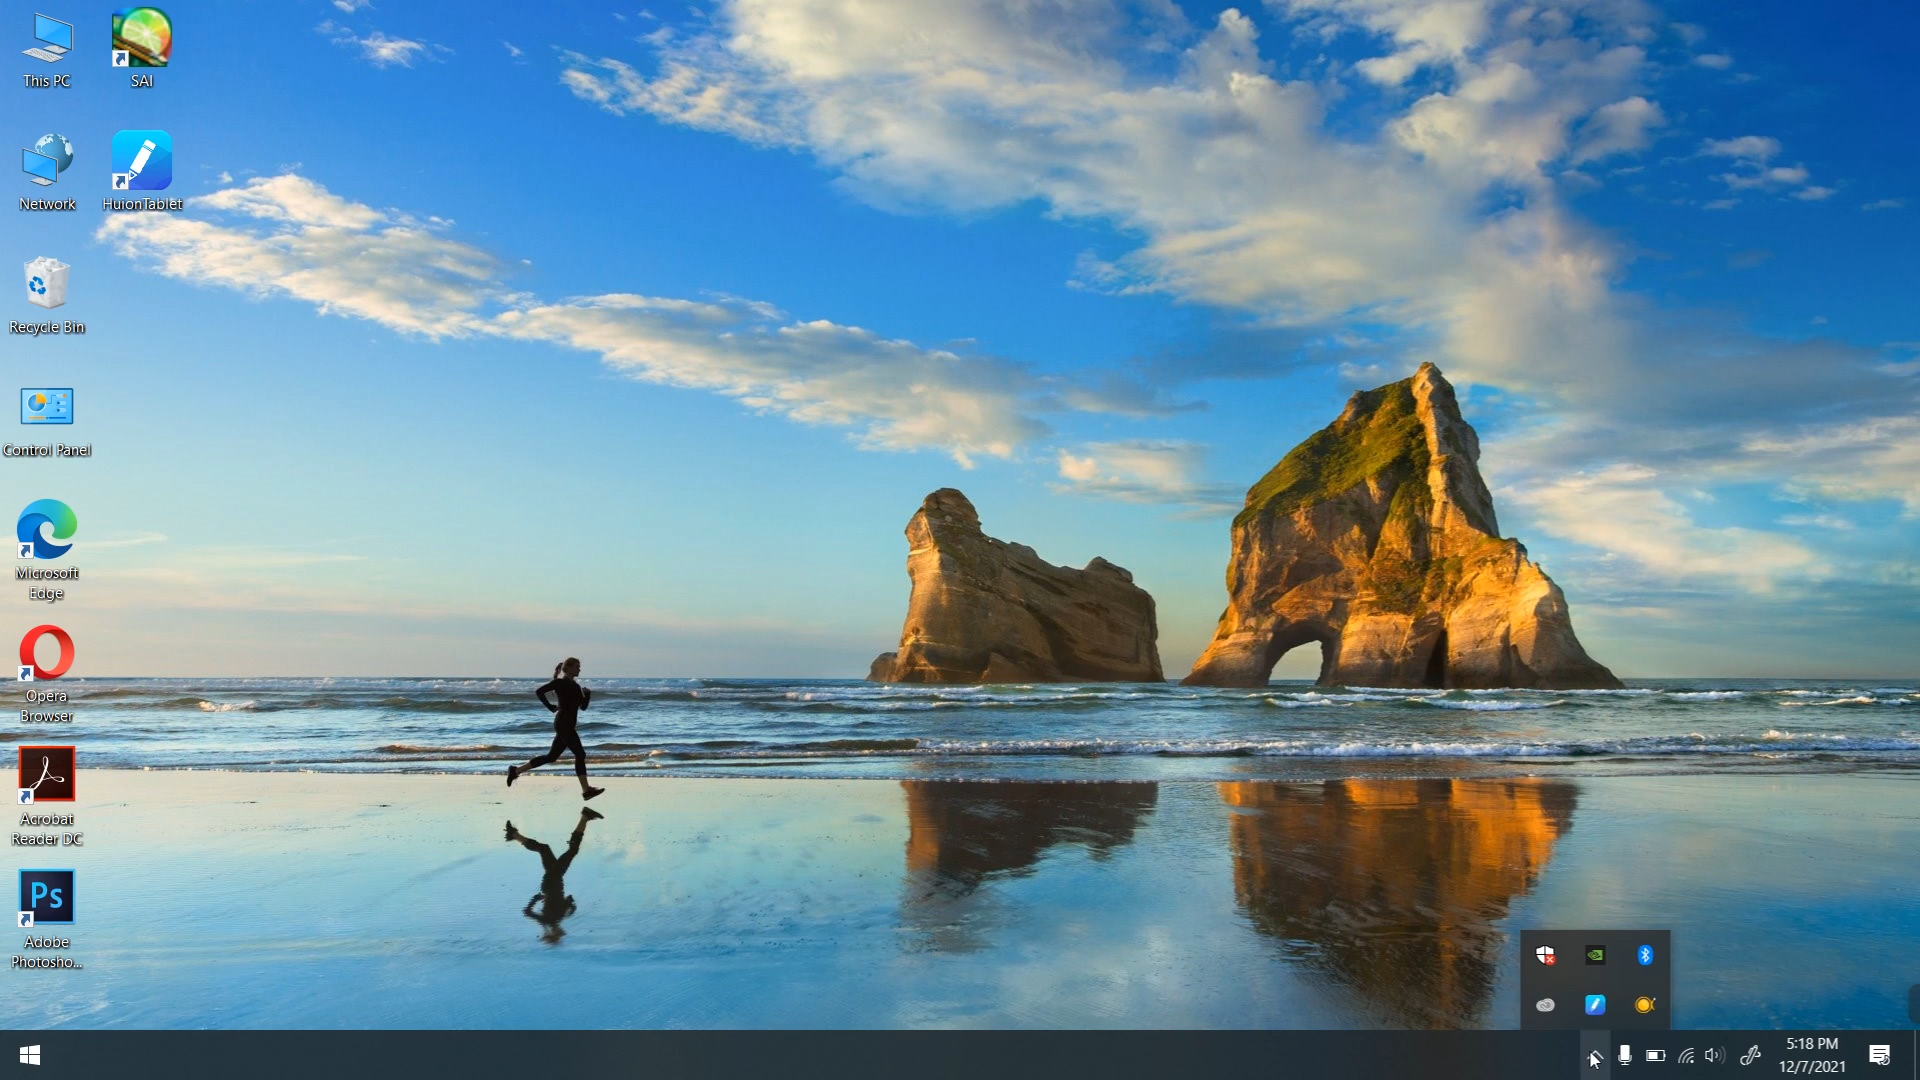 This PC
SAI
Network
HuionTablet
Recycle Bin
Control Panel
Microsoft
Edge
Opera
Browser
Acrobat
Reader DC
Ps
Adobe
Photosho...
5:18 PM
12/7/2021